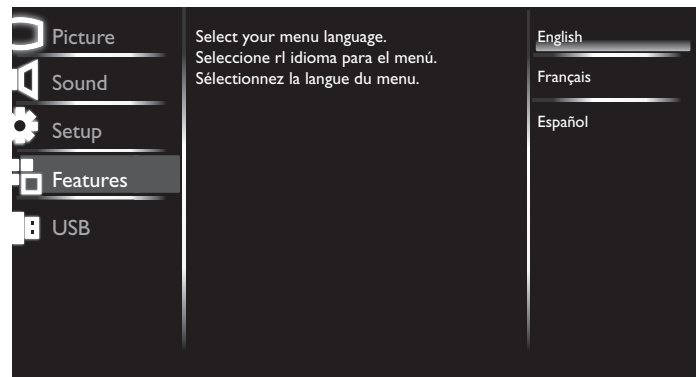 Picture
Sound
Setup
Features
USB
Select your menu language.
Seleccione rl idioma para el menú.
Sélectionnez la langue du menu.
English
Français
Español